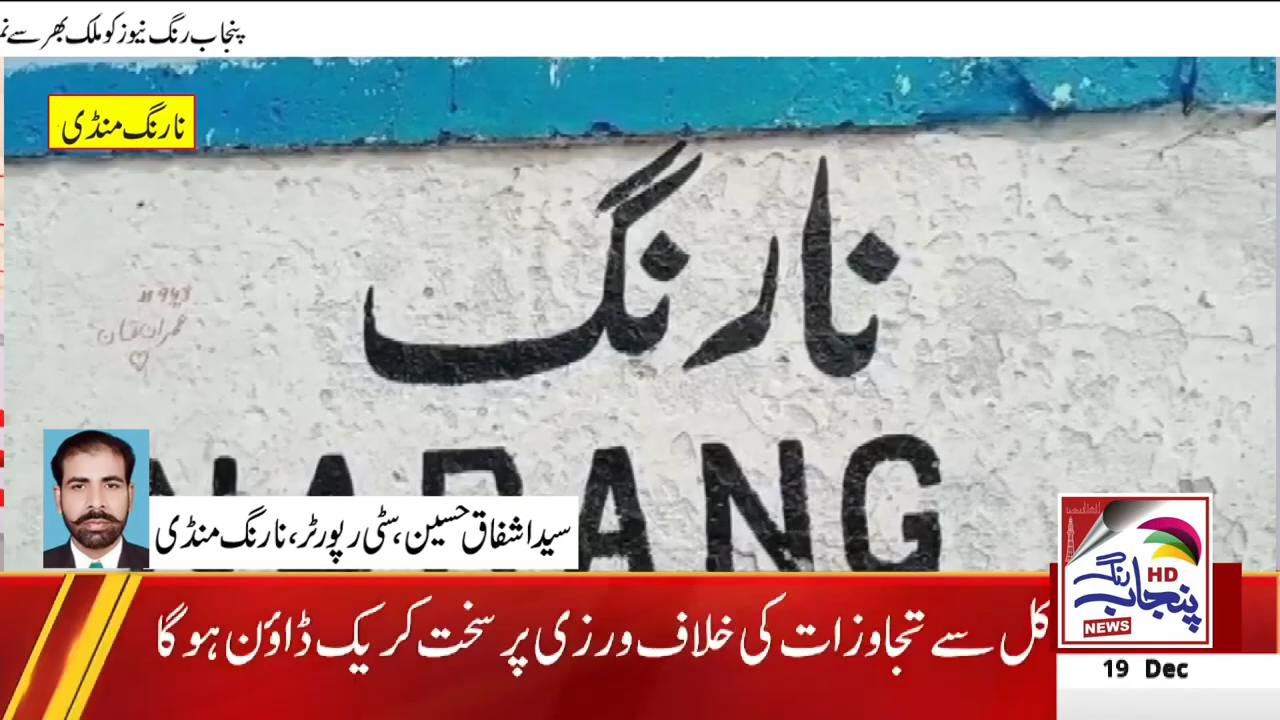 پنجاب رنگ نیوز کو ملک بھر سے
نارنگ منڈی
نارنگ
NARANG
سید اشفاق حسین، سٹی رپورٹر، نارنگ منڈی
کل سے تجاوزات کی خلاف ورزی پر سخت کریک ڈاؤن ہو گا
پنجاب رنگ
HD
NEWS
19 Dec